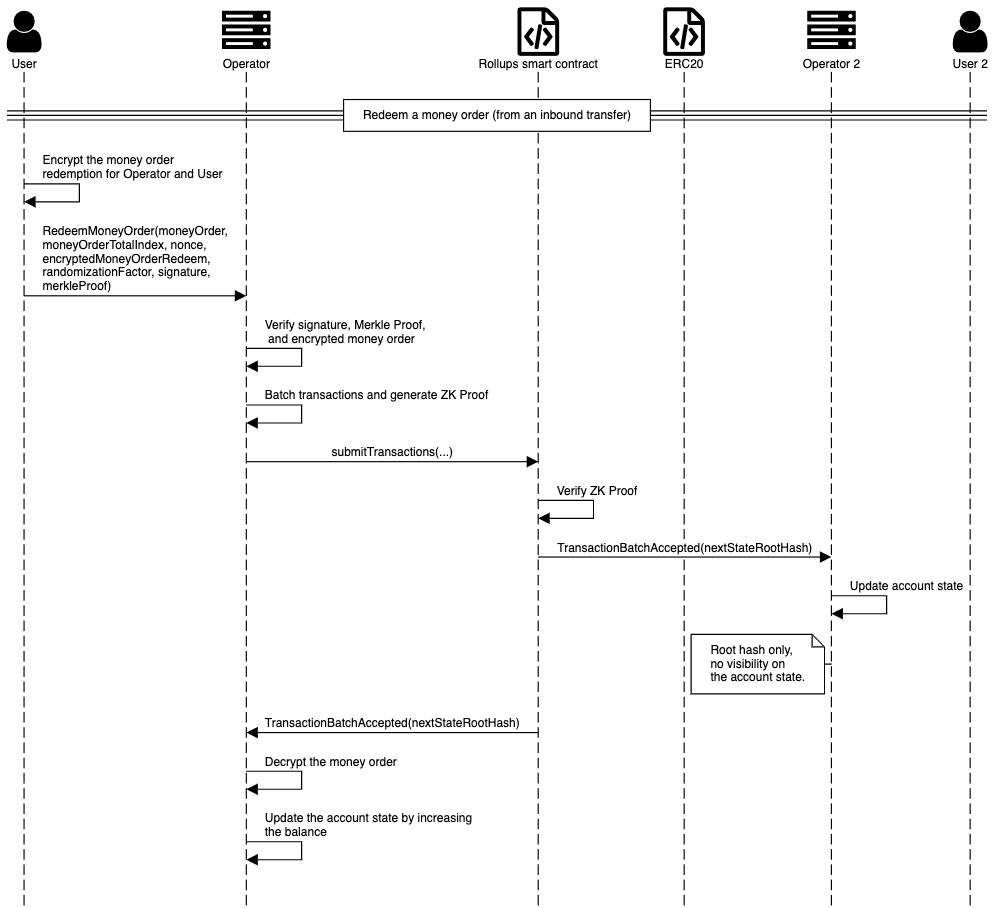 User
Operator
Rollups smart contract
ERC20
Operator 2
User 2
Redeem a money order (from an inbound transfer)
Encrypt the money order
redemption for Operator and User
RedeemMoneyOrder(moneyOrder,
moneyOrderTotalIndex, nonce,
encryptedMoneyOrderRedeem,
randomizationFactor, signature,
merkleProof)
Verify signature, Merkle Proof,
and encrypted money order
Batch transactions and generate ZK Proof
submitTransactions(...)
Verify ZK Proof
TransactionBatchAccepted(nextStateRootHash)
Update account state
Root hash only,
no visibility on
the account state.
TransactionBatchAccepted(nextStateRootHash)
Decrypt the money order
Update the account state by increasing
the balance